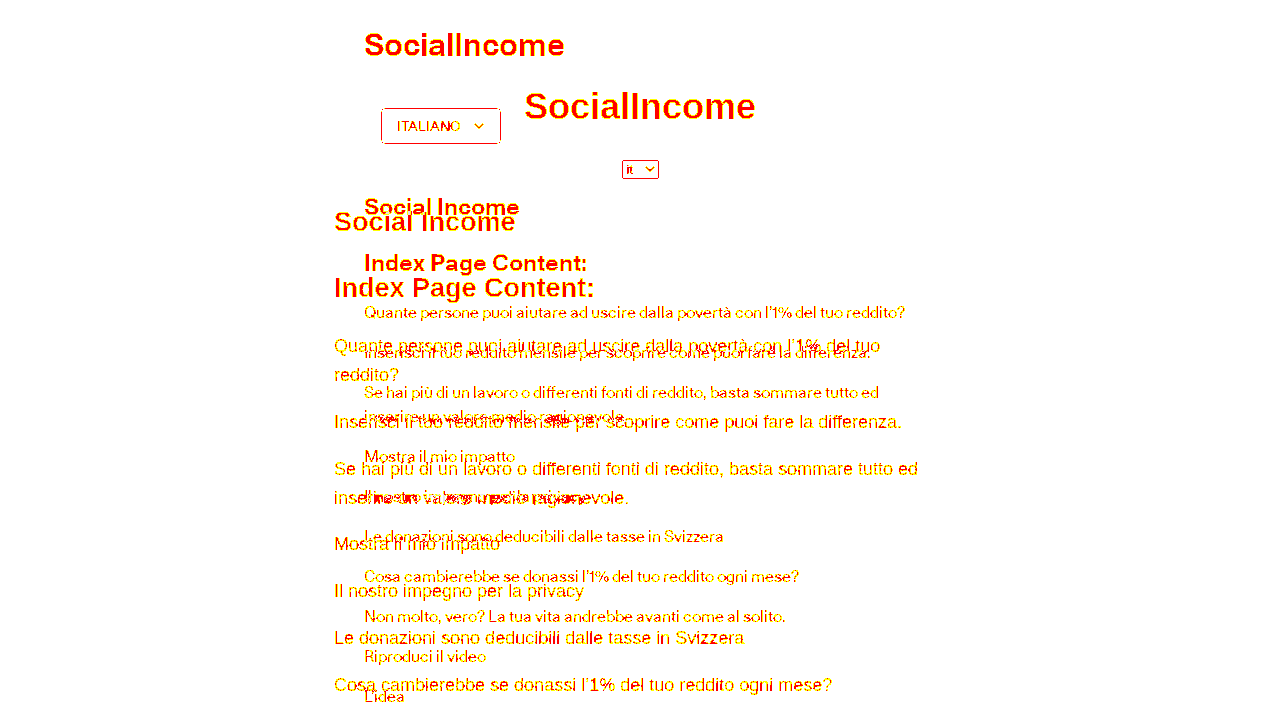 SocialIncome
SocialIncome
ITALIANO
it
Social Income
Social Income
Index Page Content:
Index Page Content:
Quante persone puoi aiutare ad uscire dalla povertà con l'1% del tuo reddito?
Quante persone puoi aiutare ad uscire dalla povertà con l'1% del tuo
Inserisci il tuo reddito mensile per scoprire come puoi fare la differenza.
reddito?
Se hai più di un lavoro o differenti fonti di reddito, basta sommare tutto ed
inserire un valore medio ragionevole.
Inserisci il tuo reddito mensile per scoprire come puoi fare la differenza.
Mostra il mio impatto
Se hai più di un lavoro o differenti fonti di reddito, basta sommare tutto ed
Il nostro impegno per la privacy
inserire un valore medio ragionevole.
Le donazioni sono deducibili dalle tasse in Svizzera
Mostra il mio impatto
Cosa cambierebbe se donassi l'1% del tuo reddito ogni mese?
Il nostro impegno per la privacy
Non molto, vero? La tua vita andrebbe avanti come al solito.
Le donazioni sono deducibili dalle tasse in Svizzera
Riproduci il video
Cosa cambierebbe se donassi l'1% del tuo reddito ogni mese?
L'idea